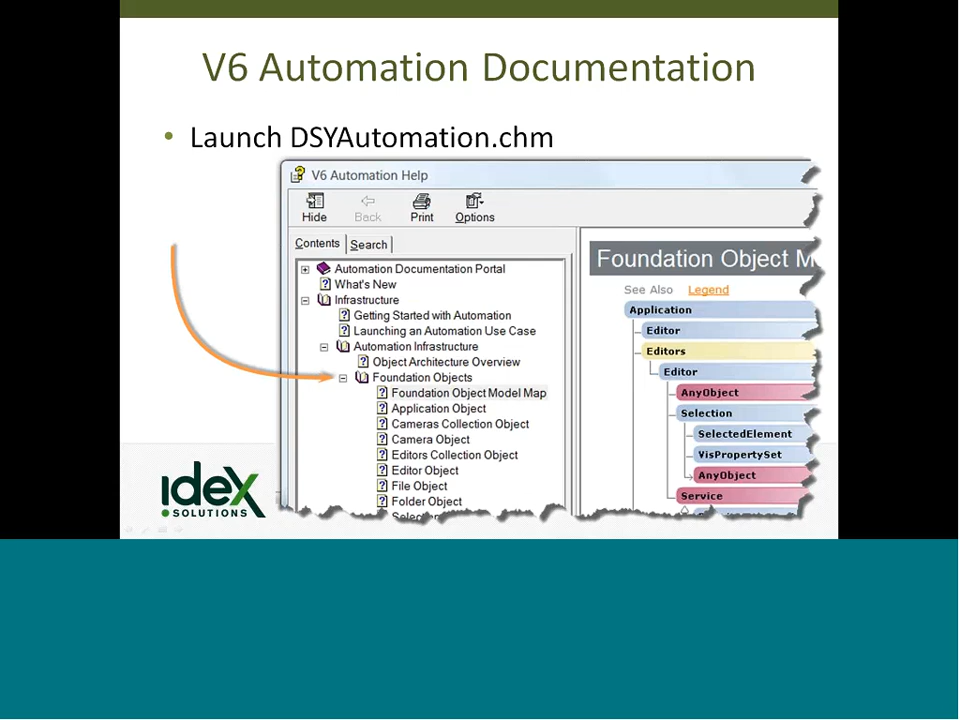 V6 Automation Documentation
• Launch DSYAutomation.chm
V6 Automation Help
Hide Back Print Options
Contents Search
Automation Documentation Portal
What's New
Infrastructure
Getting Started with Automation
Launching an Automation Use Case
Automation Infrastructure
Object Architecture Overview
Foundation Objects
Foundation Object Model Map
Application Object
Cameras Collection Object
Camera Object
Editors Collection Object
Editor Object
File Object
Folder Object
Foundation Object M
See Also Legend
Application
Editor
Editors
Editor
AnyObject
Selection
SelectedElement
VisPropertySet
AnyObject
Service
idex
SOLUTIONS